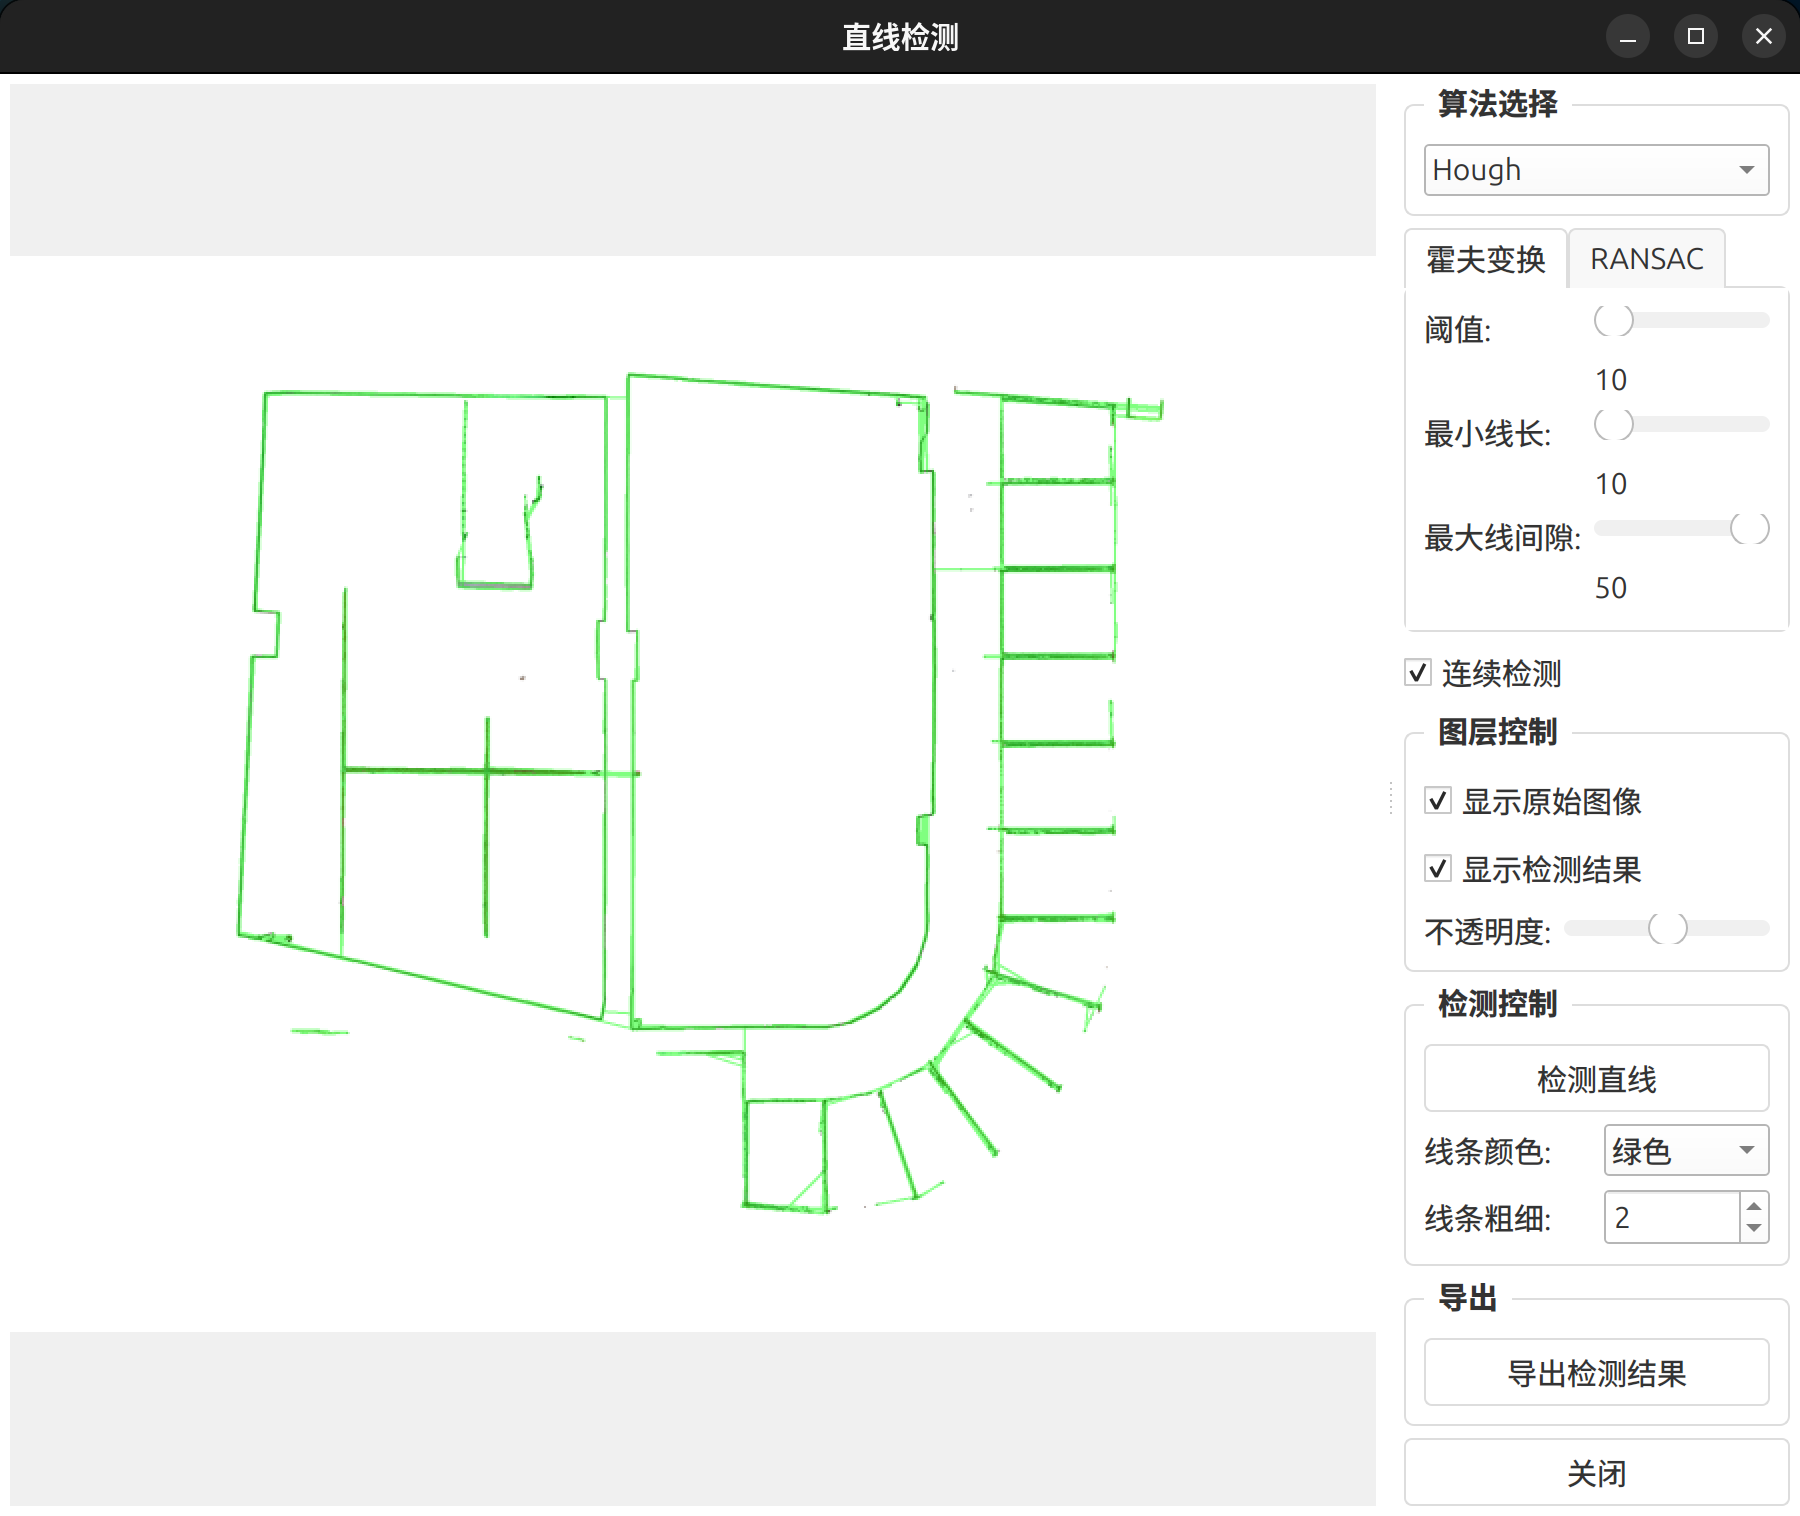 直线检测
算法选择
Hough
霍夫变换
RANSAC
阈值:
10
最小线长:
10
最大线间隙:
50
连续检测
图层控制
显示原始图像
显示检测结果
不透明度:
检测控制
检测直线
线条颜色:
绿色
线条粗细:
2
导出
导出检测结果
关闭